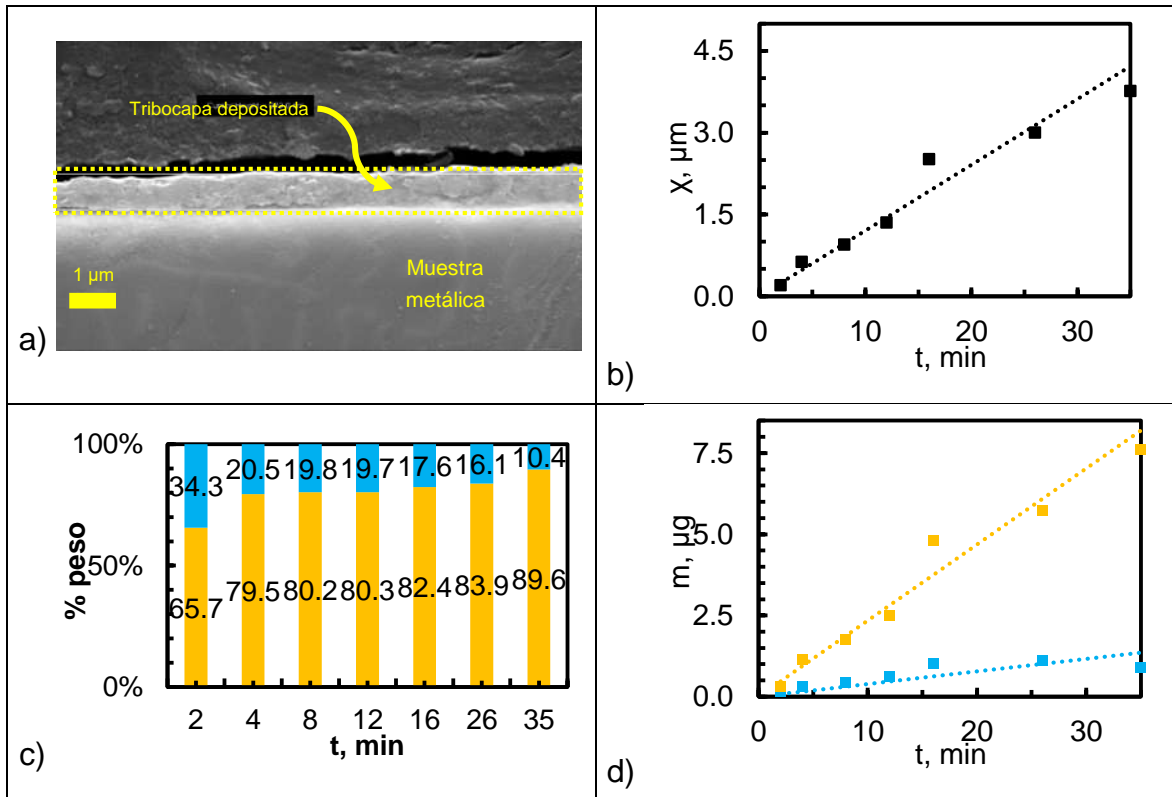 Tribocapa depositada
1 µm
Muestra
metálica
a)
4.5
3.0
1.5
0.0
X, µm
0 10 20 30
t, min
b)
100%
50%
0%
% peso
34.3 20.5 19.8 19.7 17.6 16.1 10.4
65.7 79.5 80.2 80.3 82.4 83.9 89.6
2 4 8 12 16 26 35
t, min
c)
7.5
5.0
2.5
0.0
m, µg
0 10 20 30
t, min
d)